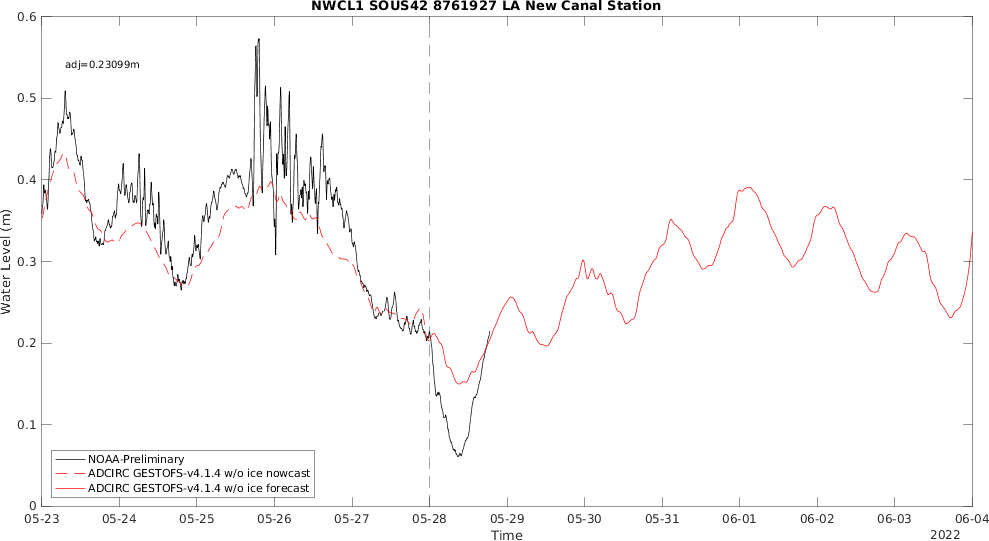 NWCL1 SOUS42 8761927 LA New Canal Station
adj=0.23099m
Water Level (m)
0.6
0.5
0.4
0.3
0.2
0.1
0
NOAA-Preliminary
ADCIRC GESTOFS-v4.1.4 w/o ice nowcast
ADCIRC GESTOFS-v4.1.4 w/o ice forecast
05-23 05-24 05-25 05-26 05-27 05-28 05-29 05-30 05-31 06-01 06-02 06-03 06-04
Time
2022